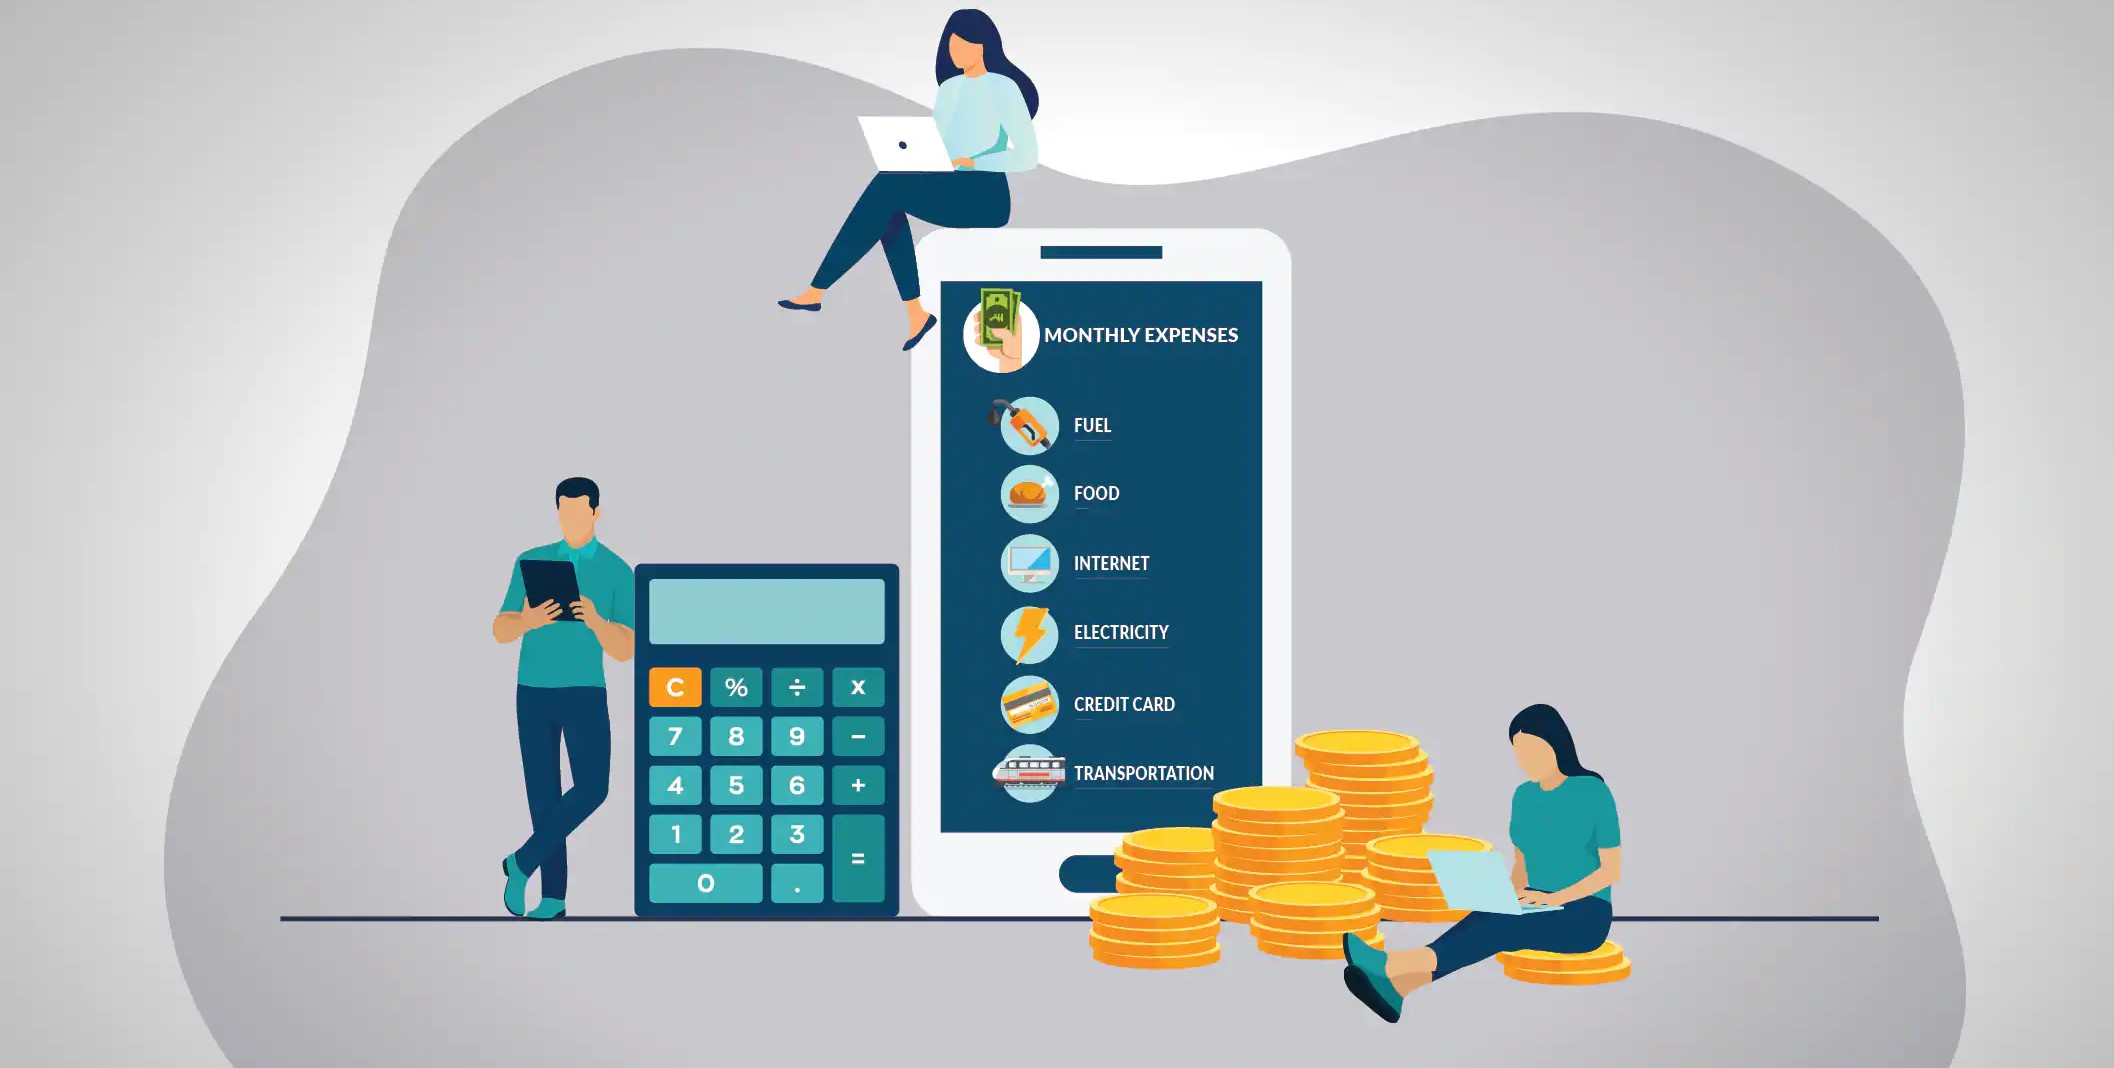 MONTHLY EXPENSES
FUEL
FOOD
INTERNET
ELECTRICITY
CREDIT CARD
TRANSPORTATION
C % ÷ x
7 8 9 −
4 5 6 +
1 2 3 =
0 .